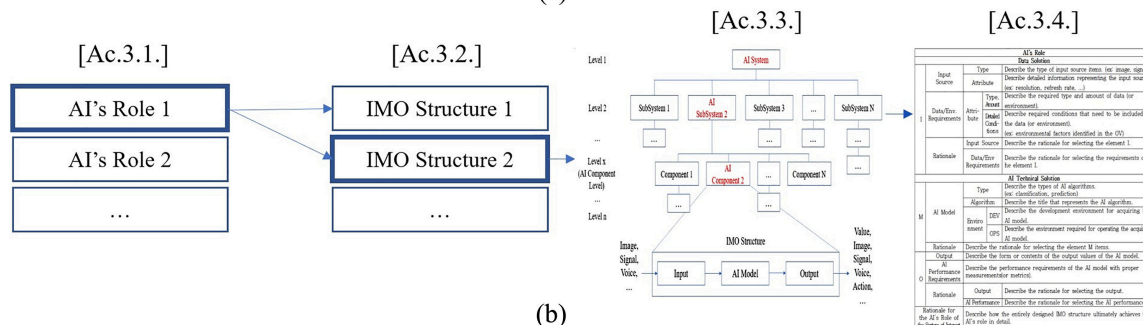 [Ac.3.1.]
AI's Role 1
AI's Role 2
...
[Ac.3.2.]
IMO Structure 1
IMO Structure 2
...
[Ac.3.3.]
Level 1
AI System
Level 2
SubSystem 1
AI
SubSystem 2
SubSystem 3
...
SubSystem N
...
...
...
...
...
...
Level x
(AI Component
Level)
Component 1
AI
Component 2
...
Component N
...
...
...
Level n
IMO Structure
Image,
Signal,
Voice,
...
Input
AI Model
Output
Value,
Image,
Signal,
Voice,
Action,
...
[Ac.3.4.]
AI's Role
Data Solution
I
Input
Source
Type
Describe the type of input source items. (ex: image, sign
Attribute
Describe detailed information representing the input sour
(ex: resolution, refresh rate, ...)
Data/Env.
Requirements
Attri-
bute
Type,
Amount
Describe the required type and amount of data (or
environment).
Detailed
Condi-
tions
Describe required conditions that need to be included
the data (or environment).
(ex: environmental factors identified in the OV)
Rationale
Input Source
Describe the rationale for selecting the element I.
Data/Env
Requirements
Describe the rationale for selecting the requirements o
he element I.
AI Technical Solution
M
AI Model
Type
Describe the types of AI algorithms.
(ex: classification, prediction)
Algorithm
Describe the title that represents the AI algorithm.
Enviro
nment
DEV
Describe the development environment for acquiring
AI model.
OPS
Describe the environment required for operating the acqui
AI model.
Rationale
Describe the rationale for selecting the element M items.
O
Output
Describe the form or contents of the output values of the AI model.
AI
Performance
Requirements
Describe the performance requirements of the AI model with proper
measurements(or metrics).
Rationale
Output
Describe the rationale for selecting the output.
AI Performance
Describe the rationale for selecting the AI performance
Rationale for
the AI's Role of
Describe how the entirely designed IMO structure ultimately achieves
AI's role in detail.
(b)